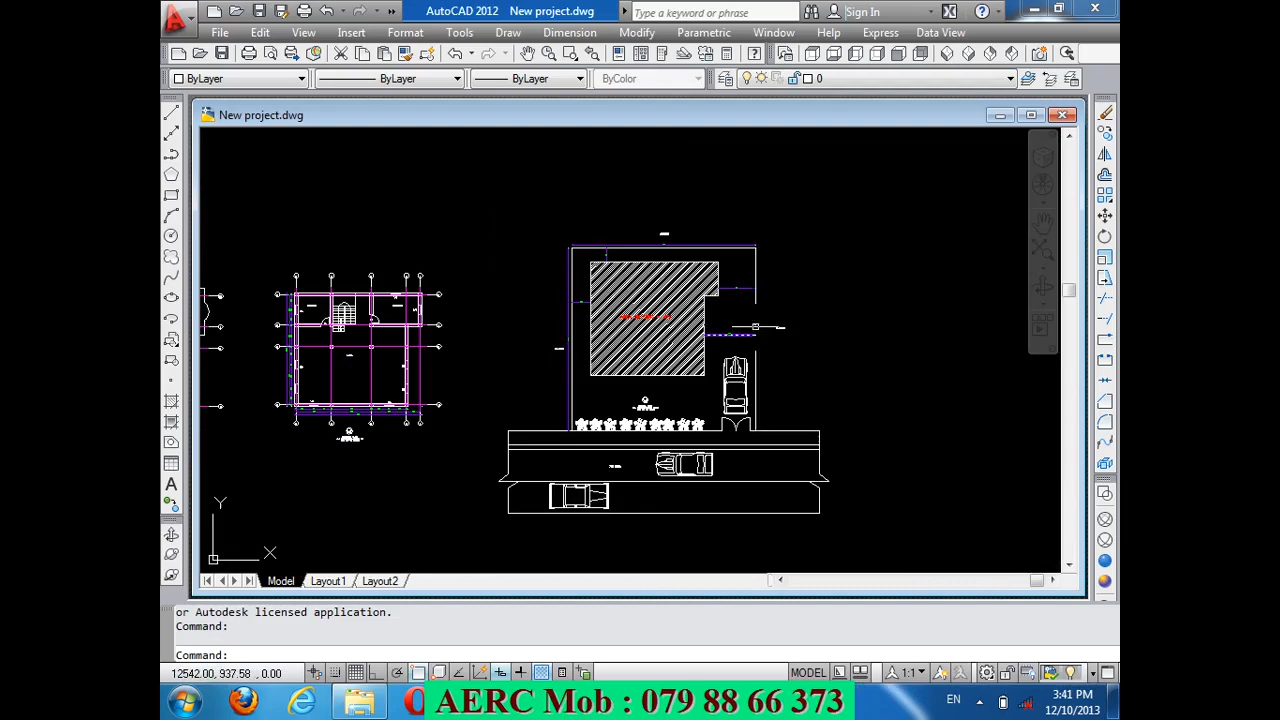 AutoCAD 2012 New project.dwg
Type a keyword or phrase
Sign In
File Edit View Insert Format Tools Draw Dimension Modify Parametric Window Help Express Data View
ByLayer ByLayer ByLayer ByColor 0
New project.dwg
Y
X
Model Layout1 Layout2
or Autodesk licensed application.
Command:
Command:
12542.00, 937.58 , 0.00
MODEL
1:1
EN
3:41 PM
12/10/2013
AERC Mob : 079 88 66 373